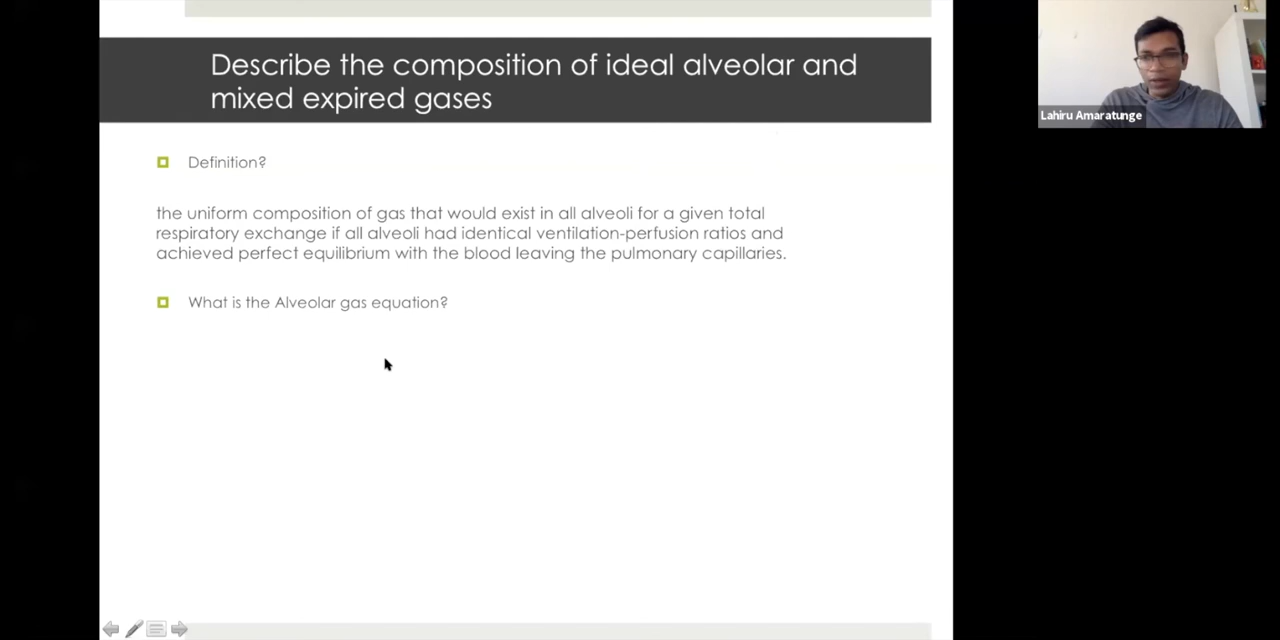 Describe the composition of ideal alveolar and
mixed expired gases
Definition?
the uniform composition of gas that would exist in all alveoli for a given total
respiratory exchange if all alveoli had identical ventilation-perfusion ratios and
achieved perfect equilibrium with the blood leaving the pulmonary capillaries.
What is the Alveolar gas equation?
Lahiru Amaratunge